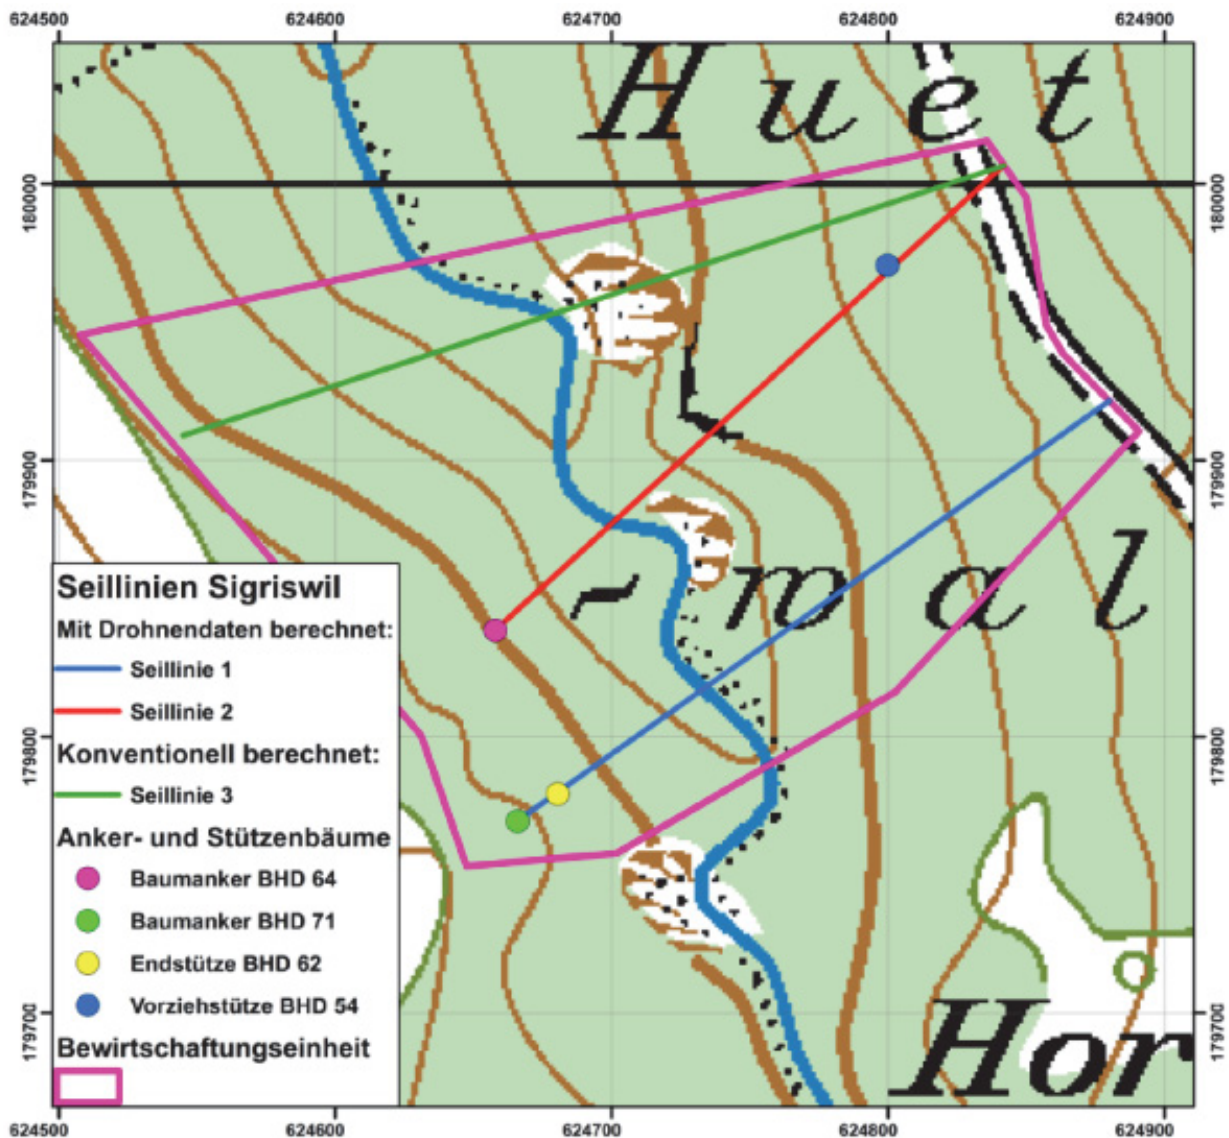 624500 624600 624700 624800 624900
H u e t
180000 180000
179900 179900
- m a l
Seillinien Sigriswil
Mit Drohnendaten berechnet:
Seillinie 1
Seillinie 2
Konventionell berechnet:
Seillinie 3
Anker- und Stützenbäume
Baumanker BHD 64
Baumanker BHD 71
Endstütze BHD 62
Vorziehstütze BHD 54
Bewirtschaftungseinheit
179800 179800
179700 179700
Hor
624500 624600 624700 624800 624900